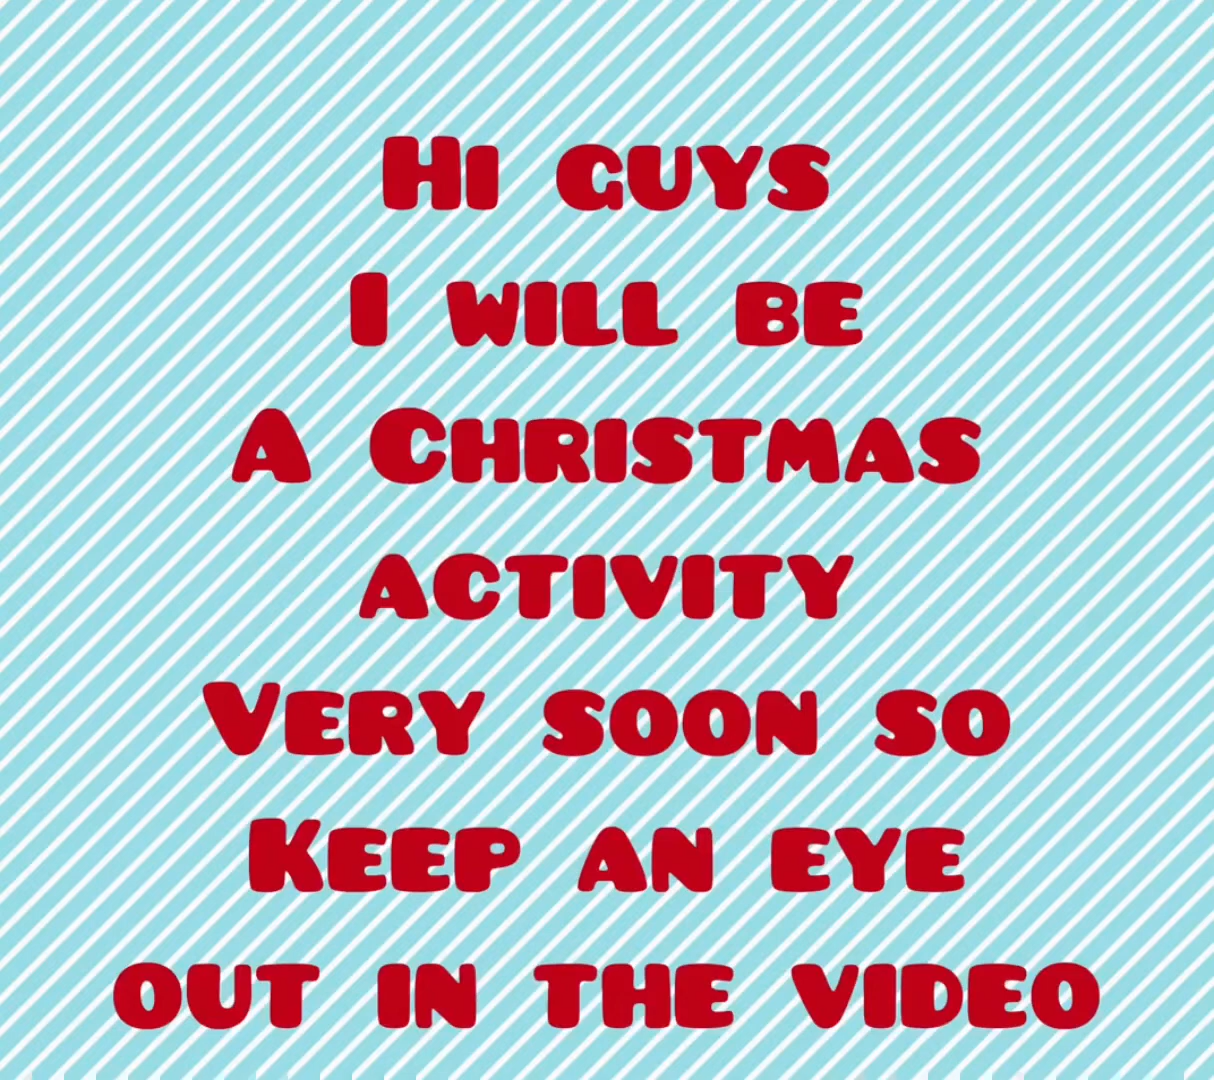 Hi guys
I will be
A Christmas
activity
Very soon so
Keep an eye
out in the video